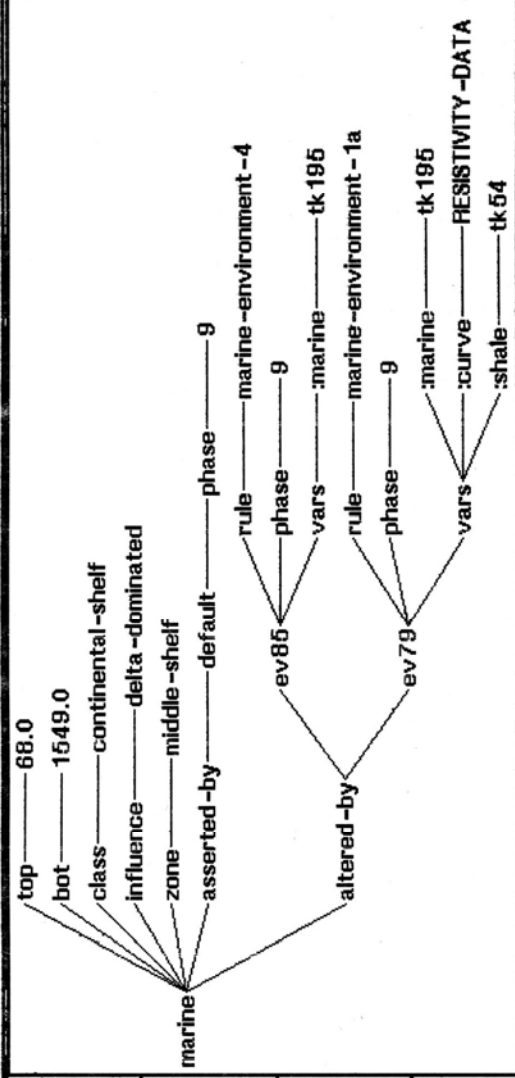 marine
top 68.0
bot 1549.0
class continental-shelf
influence delta-dominated
zone middle-shelf
asserted-by default phase 9
altered-by
ev85
rule marine-environment-4
phase 9
vars :marine tk195
ev79
rule marine-environment-1a
phase 9
vars
:marine tk195
:curve RESISTIVITY-DATA
:shale tk54